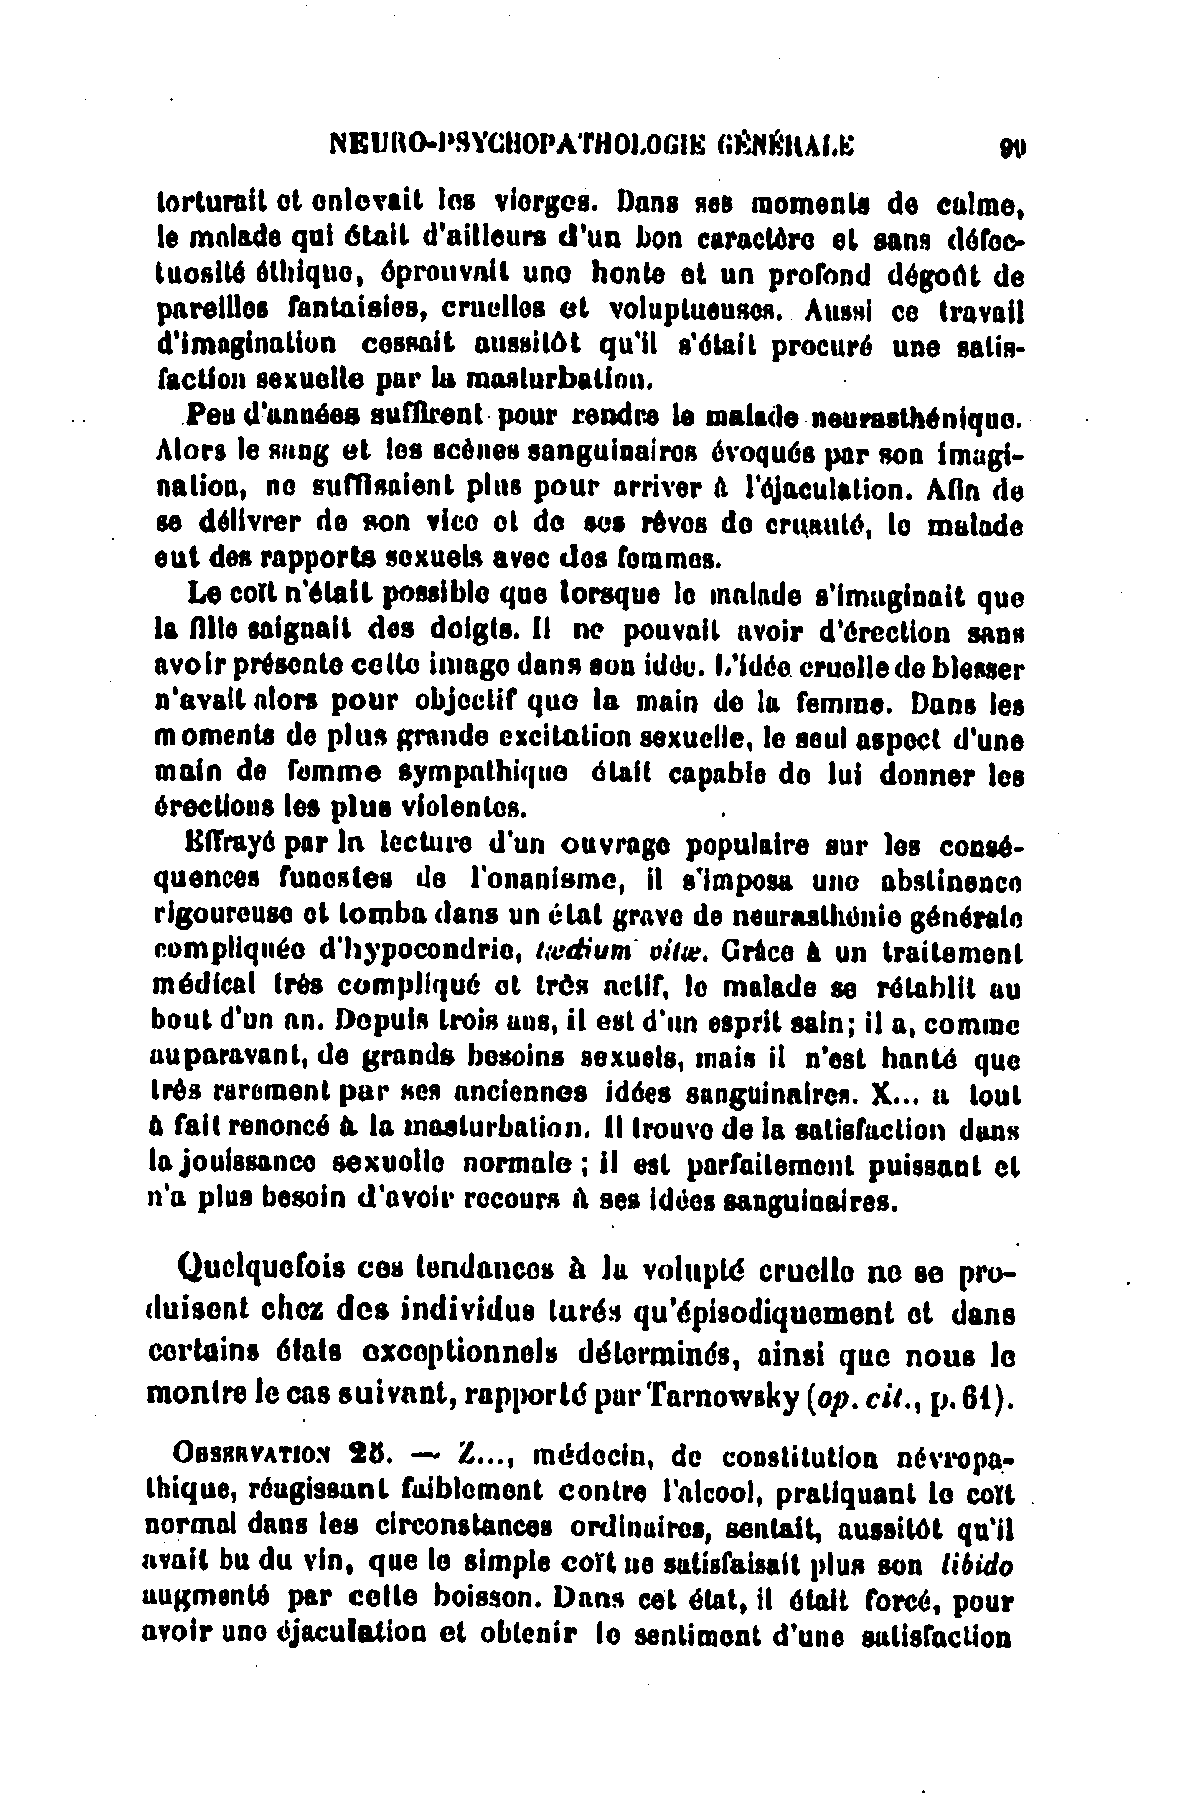 NEURO-PSYCHOPATHOLOGIE GÉNÉRALE 99
torturait et enlevait les vierges. Dans ses moments de calme,
le malade qui était d'ailleurs d'un bon caractère et sans défec-
tuosité éthique, éprouvait une honte et un profond dégoût de
pareilles fantaisies, cruelles et voluptueuses. Aussi ce travail
d'imagination cessait aussitôt qu'il s'était procuré une satis-
faction sexuelle par la masturbation.
Peu d'années suffirent pour rendre le malade neurasthénique.
Alors le sang et les scènes sanguinaires évoqués par son imagi-
nation, ne suffisaient plus pour arriver à l'éjaculation. Afin de
se délivrer de son vice et de ses rêves de cruauté, le malade
eut des rapports sexuels avec des femmes.
Le coït n'était possible que lorsque le malade s'imaginait que
la fille saignait des doigts. Il ne pouvait avoir d'érection sans
avoir présente cette image dans son idée. L'idée cruelle de blesser
n'avait alors pour objectif que la main de la femme. Dans les
moments de plus grande excitation sexuelle, le seul aspect d'une
main de femme sympathique était capable de lui donner les
érections les plus violentes.
Effrayé par la lecture d'un ouvrage populaire sur les consé-
quences funestes de l'onanisme, il s'imposa une abstinence
rigoureuse et tomba dans un état grave de neurasthénie générale
compliquée d'hypocondrie, tædium vitæ. Grâce à un traitement
médical très compliqué et très actif, le malade se rétablit au
bout d'un an. Depuis trois ans, il est d'un esprit sain; il a, comme
auparavant, de grands besoins sexuels, mais il n'est hanté que
très rarement par ses anciennes idées sanguinaires. X... a tout
à fait renoncé à la masturbation. Il trouve de la satisfaction dans
la jouissance sexuelle normale ; il est parfaitement puissant et
n'a plus besoin d'avoir recours à ses idées sanguinaires.
Quelquefois ces tendances à la volupté cruelle ne se pro-
duisent chez des individus tarés qu'épisodiquement et dans
certains états exceptionnels déterminés, ainsi que nous le
montre le cas suivant, rapporté par Tarnowsky (op. cit., p. 61).
OBSERVATION 25. — Z..., médecin, de constitution névropa-
thique, réagissant faiblement contre l'alcool, pratiquant le coït
normal dans les circonstances ordinaires, sentait, aussitôt qu'il
avait bu du vin, que le simple coït ne satisfaisait plus son libido
augmenté par cette boisson. Dans cet état, il était forcé, pour
avoir une éjaculation et obtenir le sentiment d'une satisfaction